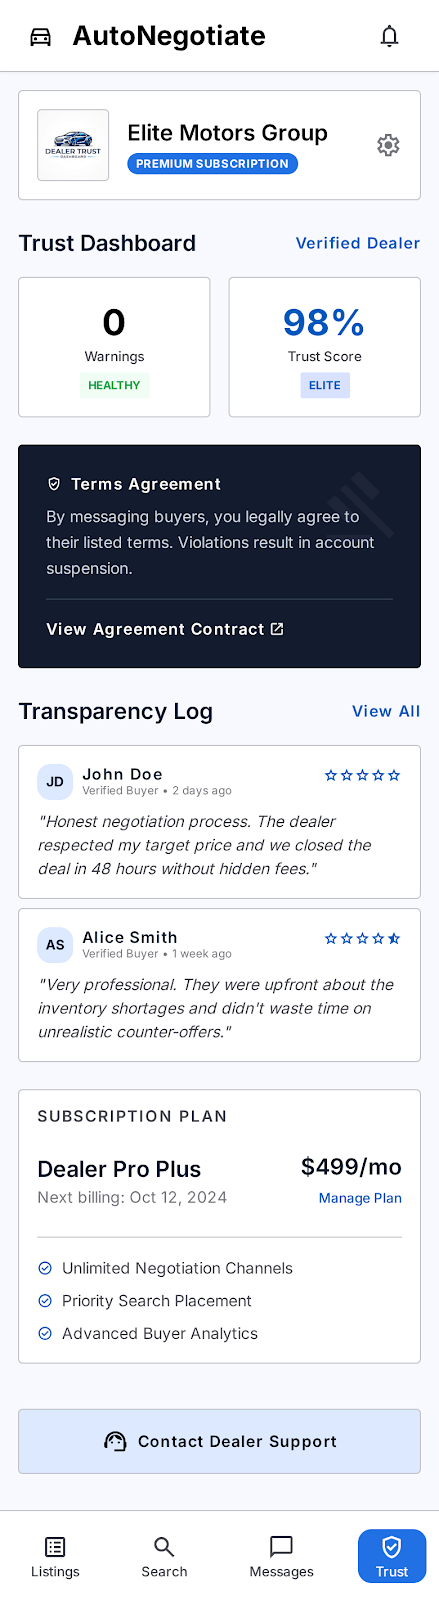 AutoNegotiate
DEALER TRUST
DASHBOARD
Elite Motors Group
PREMIUM SUBSCRIPTION
Trust Dashboard
Verified Dealer
0
Warnings
HEALTHY
98%
Trust Score
ELITE
Terms Agreement
By messaging buyers, you legally agree to
their listed terms. Violations result in account
suspension.
View Agreement Contract
Transparency Log
View All
JD
John Doe
Verified Buyer • 2 days ago
"Honest negotiation process. The dealer
respected my target price and we closed the
deal in 48 hours without hidden fees."
AS
Alice Smith
Verified Buyer • 1 week ago
"Very professional. They were upfront about the
inventory shortages and didn't waste time on
unrealistic counter-offers."
SUBSCRIPTION PLAN
Dealer Pro Plus
$499/mo
Next billing: Oct 12, 2024
Manage Plan
Unlimited Negotiation Channels
Priority Search Placement
Advanced Buyer Analytics
Contact Dealer Support
Listings
Search
Messages
Trust